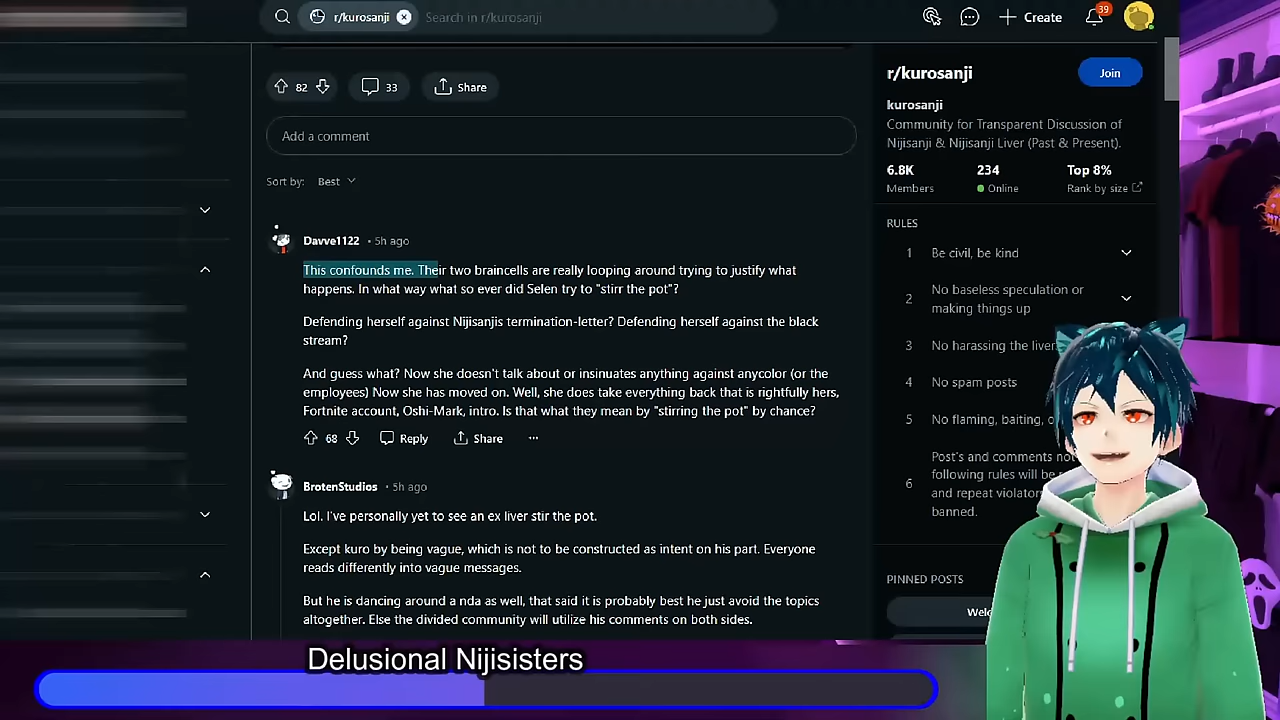 r/kurosanji
Search in r/kurosanji
Create
39
82
33
Share
Add a comment
Sort by:
Best
Davve1122
• 5h ago
This confounds me. Their two braincells are really looping around trying to justify what
happens. In what way what so ever did Selen try to "stirr the pot"?
Defending herself against Nijisanjis termination-letter? Defending herself against the black
stream?
And guess what? Now she doesn't talk about or insinuates anything against anycolor (or the
employees) Now she has moved on. Well, she does take everything back that is rightfully hers,
Fortnite account, Oshi-Mark, intro. Is that what they mean by "stirring the pot" by chance?
68
Reply
Share
BrotenStudios
• 5h ago
Lol. I've personally yet to see an ex liver stir the pot.
Except kuro by being vague, which is not to be constructed as intent on his part. Everyone
reads differently into vague messages.
But he is dancing around a nda as well, that said it is probably best he just avoid the topics
altogether. Else the divided community will utilize his comments on both sides.
r/kurosanji
Join
kurosanji
Community for Transparent Discussion of
Nijisanji & Nijisanji Liver (Past & Present).
6.8K
234
Top 8%
Members
Online
Rank by size
RULES
1
Be civil, be kind
2
No baseless speculation or
making things up
3
No harassing the
4
No spam posts
5
No flaming, baiting,
6
Post's and comments not
following rules will be
and repeat
banned.
PINNED POSTS
Delusional Nijisisters